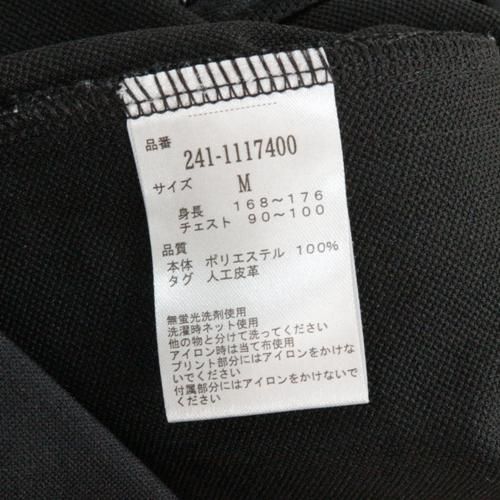 品番
241-1117400
サイズ M
身長 168～176
チェスト 90～100
品質
本体 ポリエステル 100%
タグ 人工皮革
無蛍光洗剤使用
洗濯時ネット使用
他の物と分けて洗ってください
アイロン時は当て布使用
プリント部分にはアイロンをかけな
いでください
付属部分にはアイロンをかけないで
ください